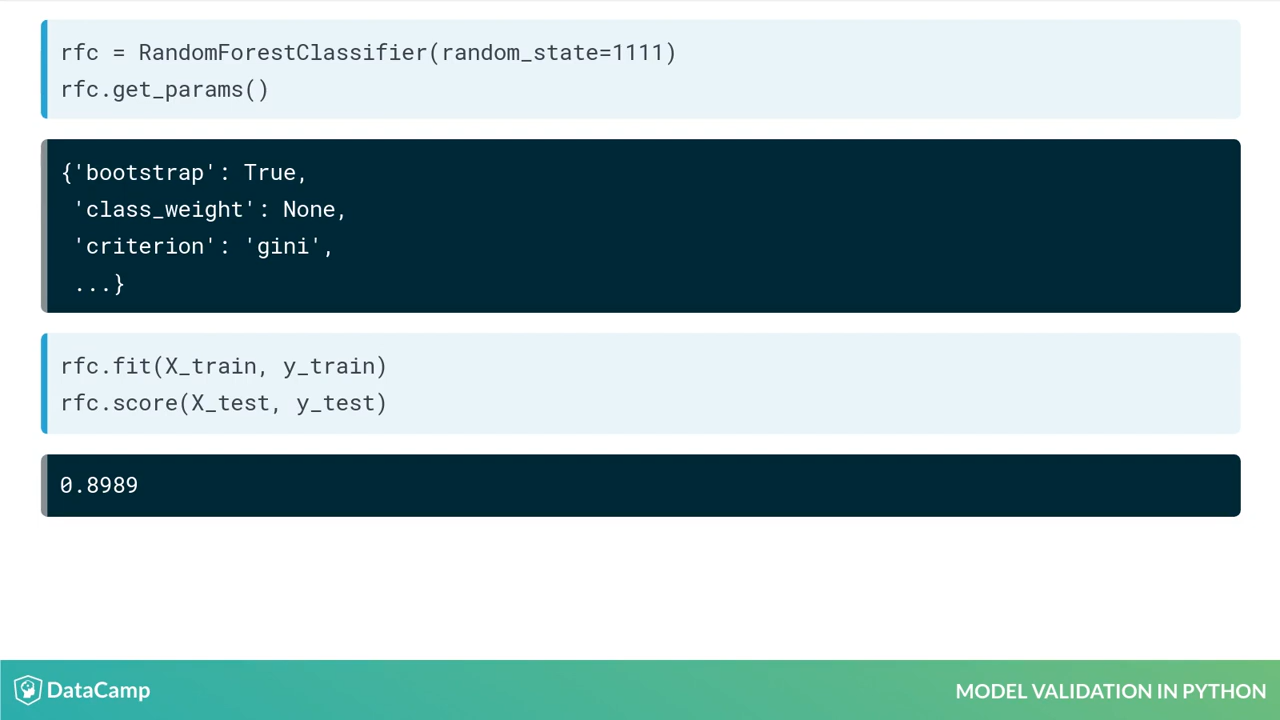 rfc = RandomForestClassifier(random_state=1111)
rfc.get_params()
{'bootstrap': True,
 'class_weight': None,
 'criterion': 'gini',
 ...}
rfc.fit(X_train, y_train)
rfc.score(X_test, y_test)
0.8989
DataCamp
MODEL VALIDATION IN PYTHON